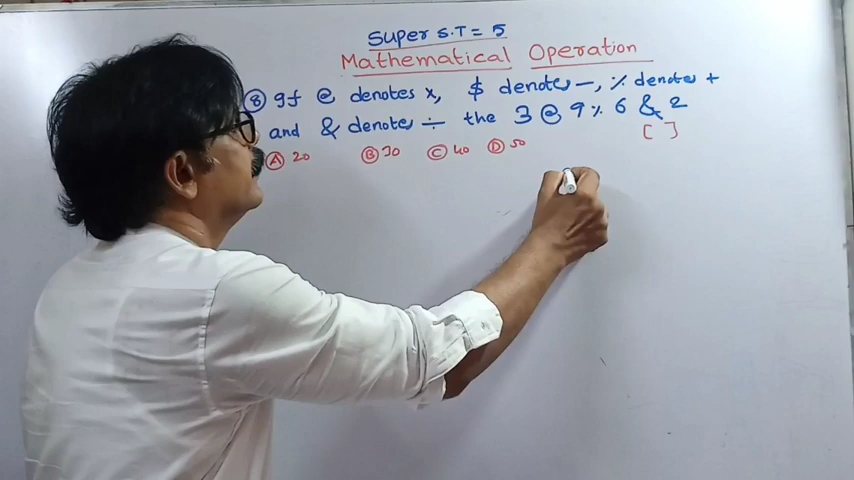 Super S.T = 5
Mathematical Operation
⑧ If @ denotes ×, $ denotes −, % denotes +
and & denotes ÷ the 3 @ 9 % 6 & 2
[ ]
Ⓐ 20 Ⓑ 30 Ⓒ 40 Ⓓ 50